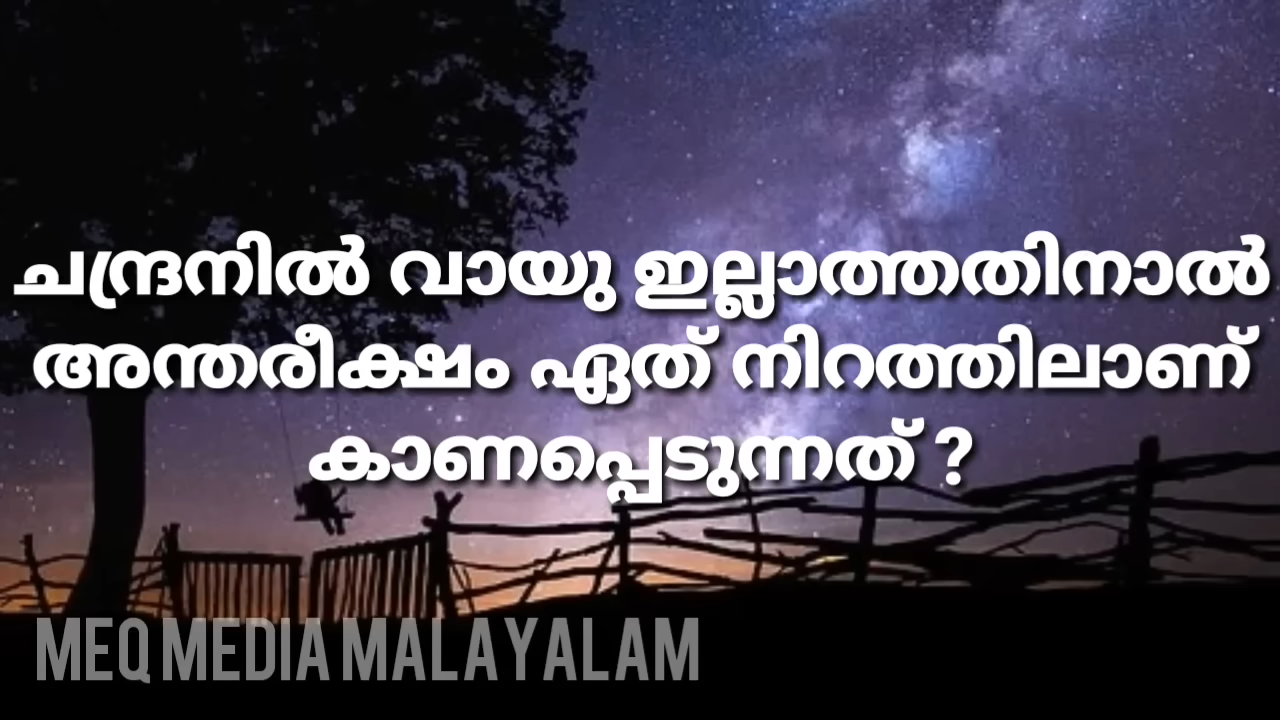 ചന്ദ്രനിൽ വായു ഇല്ലാത്തതിനാൽ
അന്തരീക്ഷം ഏത് നിറത്തിലാണ്
കാണപ്പെടുന്നത് ?
MEQ MEDIA MALAYALAM